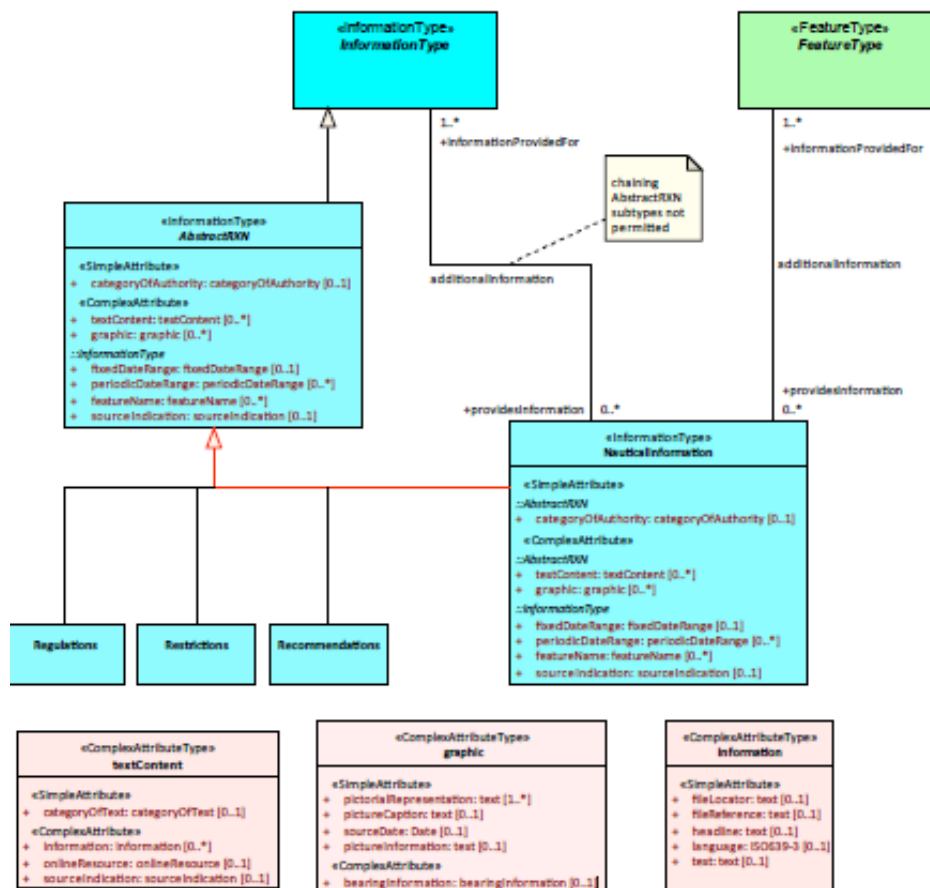 «InformationType»
InformationType
«FeatureType»
FeatureType
1..*
+informationProvidedFor
1..*
+informationProvidedFor
chaining
AbstractRXN
subtypes not
permitted
«InformationType»
AbstractRXN
«SimpleAttribute»
+ categoryOfAuthority: categoryOfAuthority [0..1]
«ComplexAttribute»
+ textContent: textContent [0..*]
+ graphic: graphic [0..*]
::InformationType
+ fixedDateRange: fixedDateRange [0..1]
+ periodicDateRange: periodicDateRange [0..*]
+ featureName: featureName [0..*]
+ sourceIndication: sourceIndication [0..1]
additionalInformation
additionalInformation
+providesInformation 0..*
+providesInformation
0..*
«InformationType»
NauticalInformation
«SimpleAttribute»
::AbstractRXN
+ categoryOfAuthority: categoryOfAuthority [0..1]
«ComplexAttribute»
::AbstractRXN
+ textContent: textContent [0..*]
+ graphic: graphic [0..*]
::InformationType
+ fixedDateRange: fixedDateRange [0..1]
+ periodicDateRange: periodicDateRange [0..*]
+ featureName: featureName [0..*]
+ sourceIndication: sourceIndication [0..1]
Regulations
Restrictions
Recommendations
«ComplexAttributeType»
textContent
«SimpleAttribute»
+ categoryOfText: categoryOfText [0..1]
«ComplexAttribute»
+ information: information [0..*]
+ onlineResource: onlineResource [0..1]
+ sourceIndication: sourceIndication [0..1]
«ComplexAttributeType»
graphic
«SimpleAttribute»
+ pictorialRepresentation: text [1..*]
+ pictureCaption: text [0..1]
+ sourceDate: Date [0..1]
+ pictureInformation: text [0..1]
«ComplexAttribute»
+ bearingInformation: bearingInformation [0..1]
«ComplexAttributeType»
information
«SimpleAttribute»
+ fileLocator: text [0..1]
+ fileReference: text [0..1]
+ headline: text [0..1]
+ language: ISO639-3 [0..1]
+ text: text [0..1]